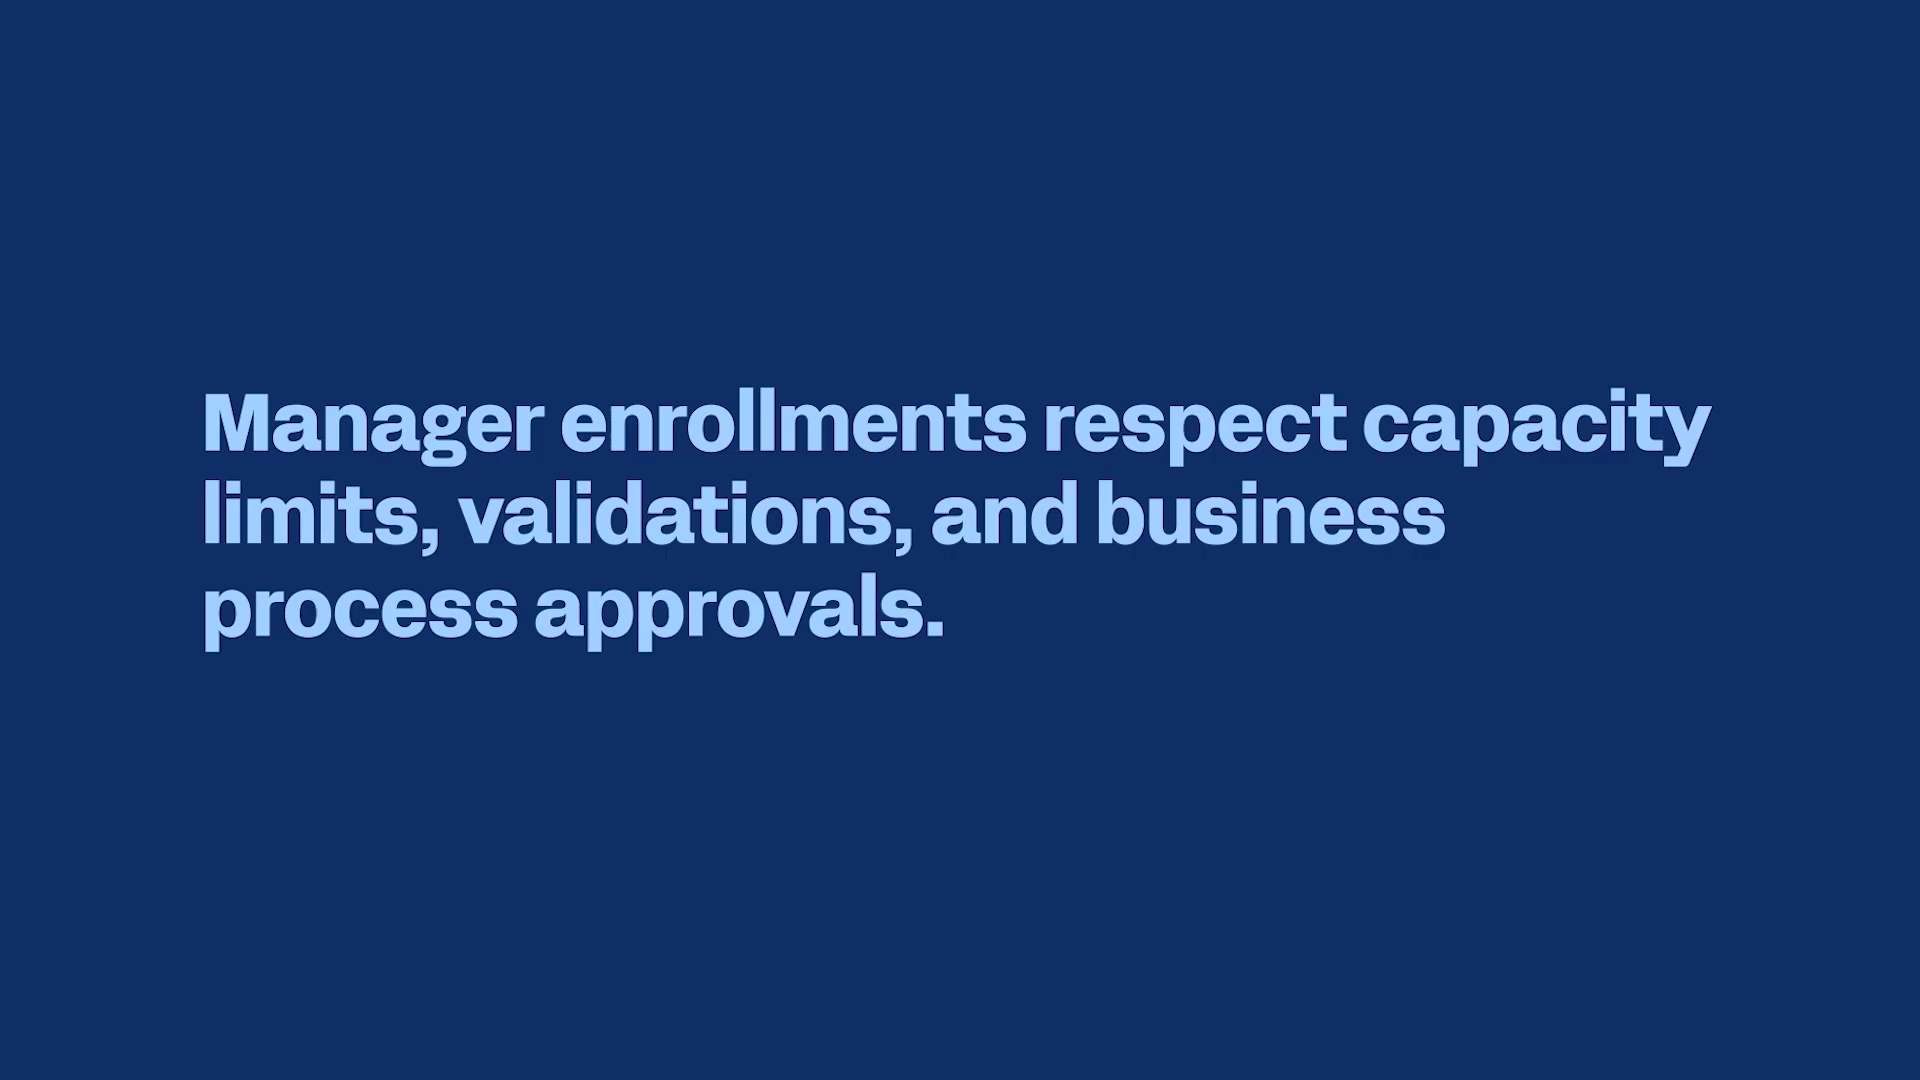 Manager enrollments respect capacity
limits, validations, and business
process approvals.